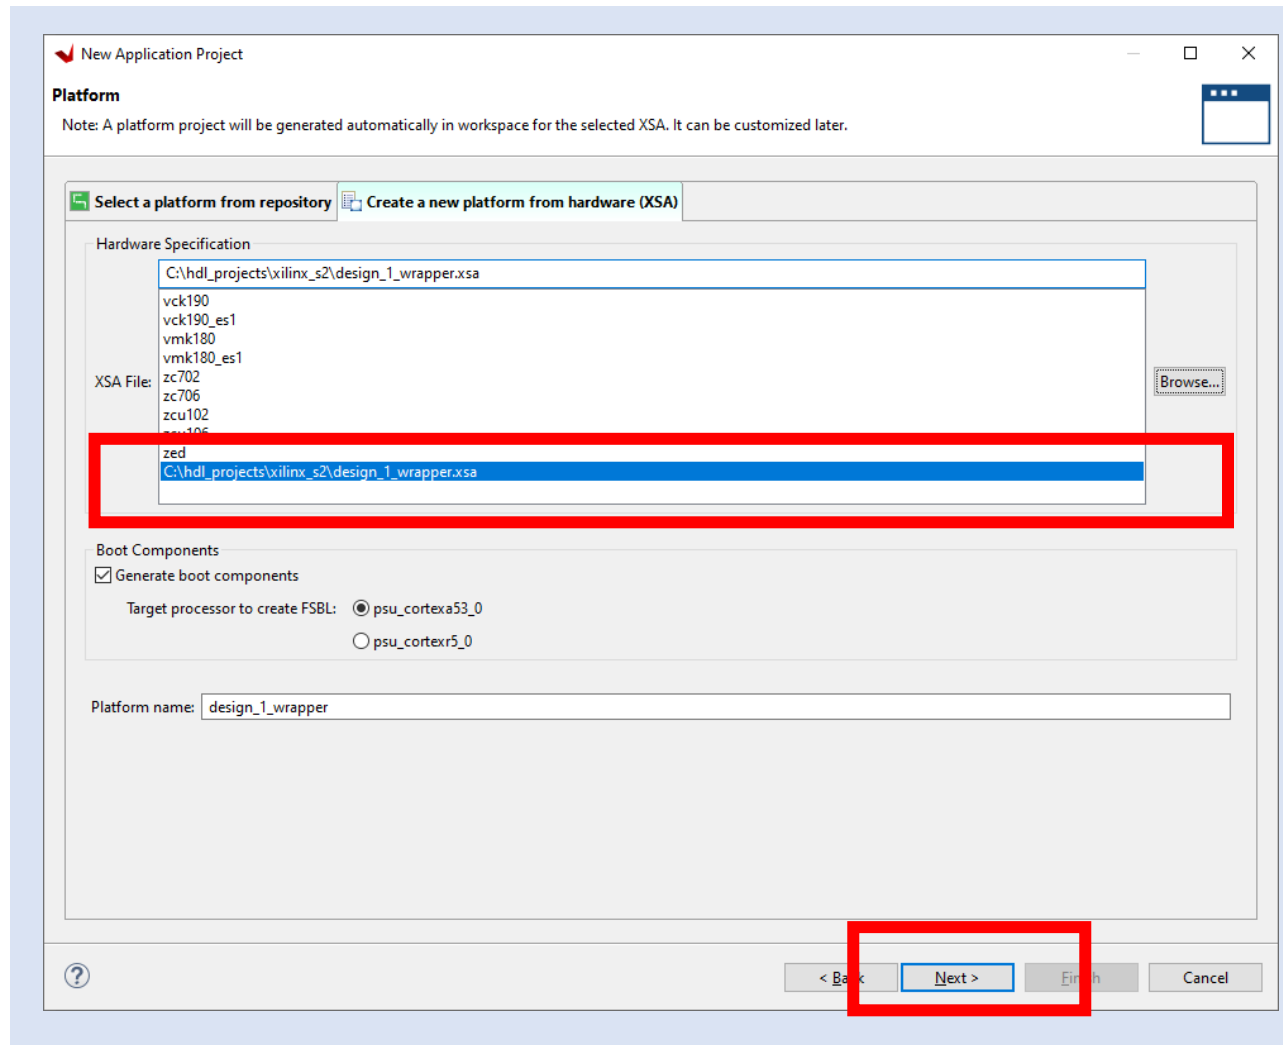 New Application Project
Platform
Note: A platform project will be generated automatically in workspace for the selected XSA. It can be customized later.
Select a platform from repository
Create a new platform from hardware (XSA)
Hardware Specification
C:\hdl_projects\xilinx_s2\design_1_wrapper.xsa
vck190
vck190_es1
vmk180
vmk180_es1
XSA File:
zc702
Browse...
zc706
zcu102
zcu106
zed
C:\hdl_projects\xilinx_s2\design_1_wrapper.xsa
Boot Components
Generate boot components
Target processor to create FSBL:
psu_cortexa53_0
psu_cortexr5_0
Platform name:
design_1_wrapper
?
< Back
Next >
Finish
Cancel